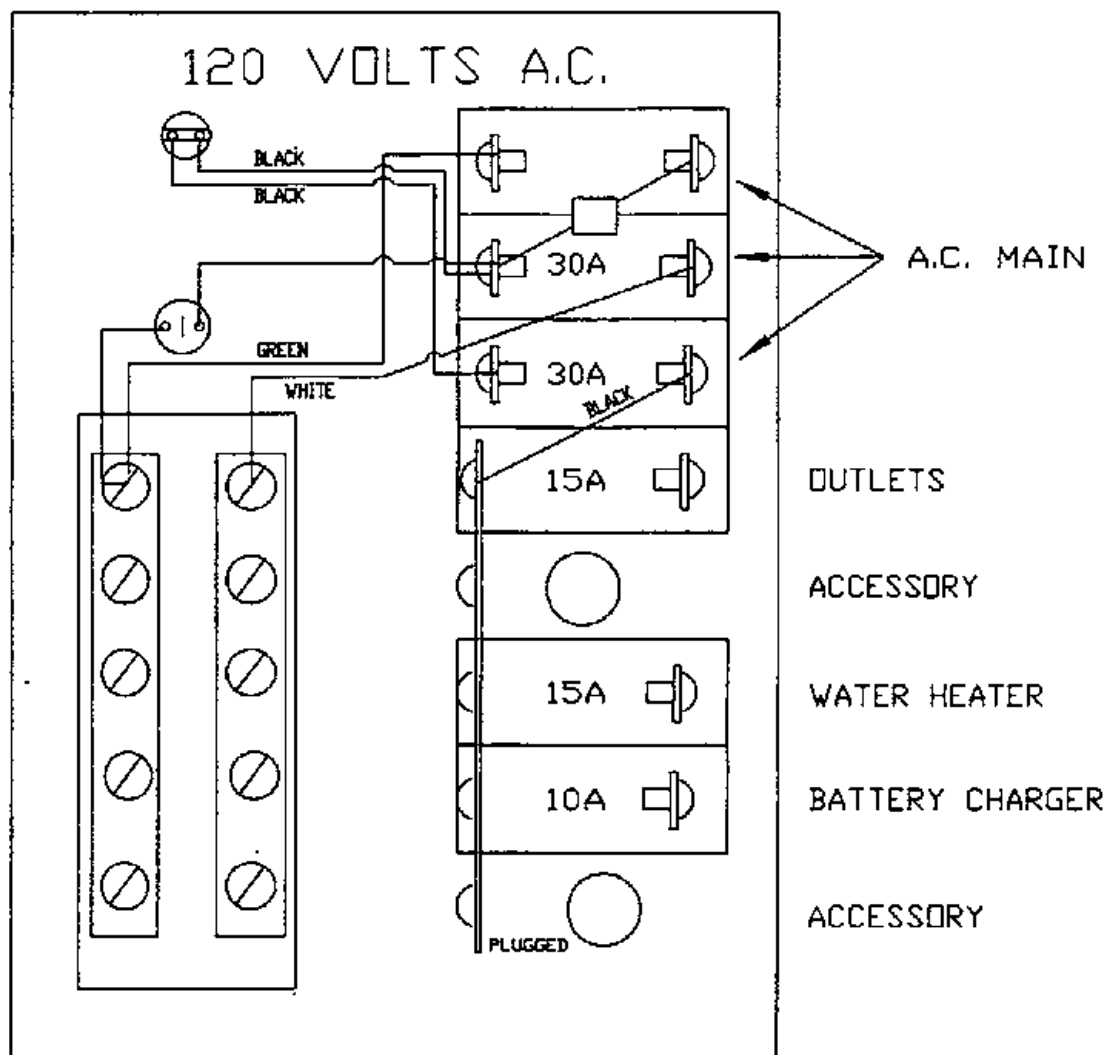 120 VOLTS A.C.
BLACK
BLACK
30A
A.C. MAIN
GREEN
WHITE
30A
BLACK
15A
OUTLETS
ACCESSORY
15A
WATER HEATER
10A
BATTERY CHARGER
ACCESSORY
PLUGGED